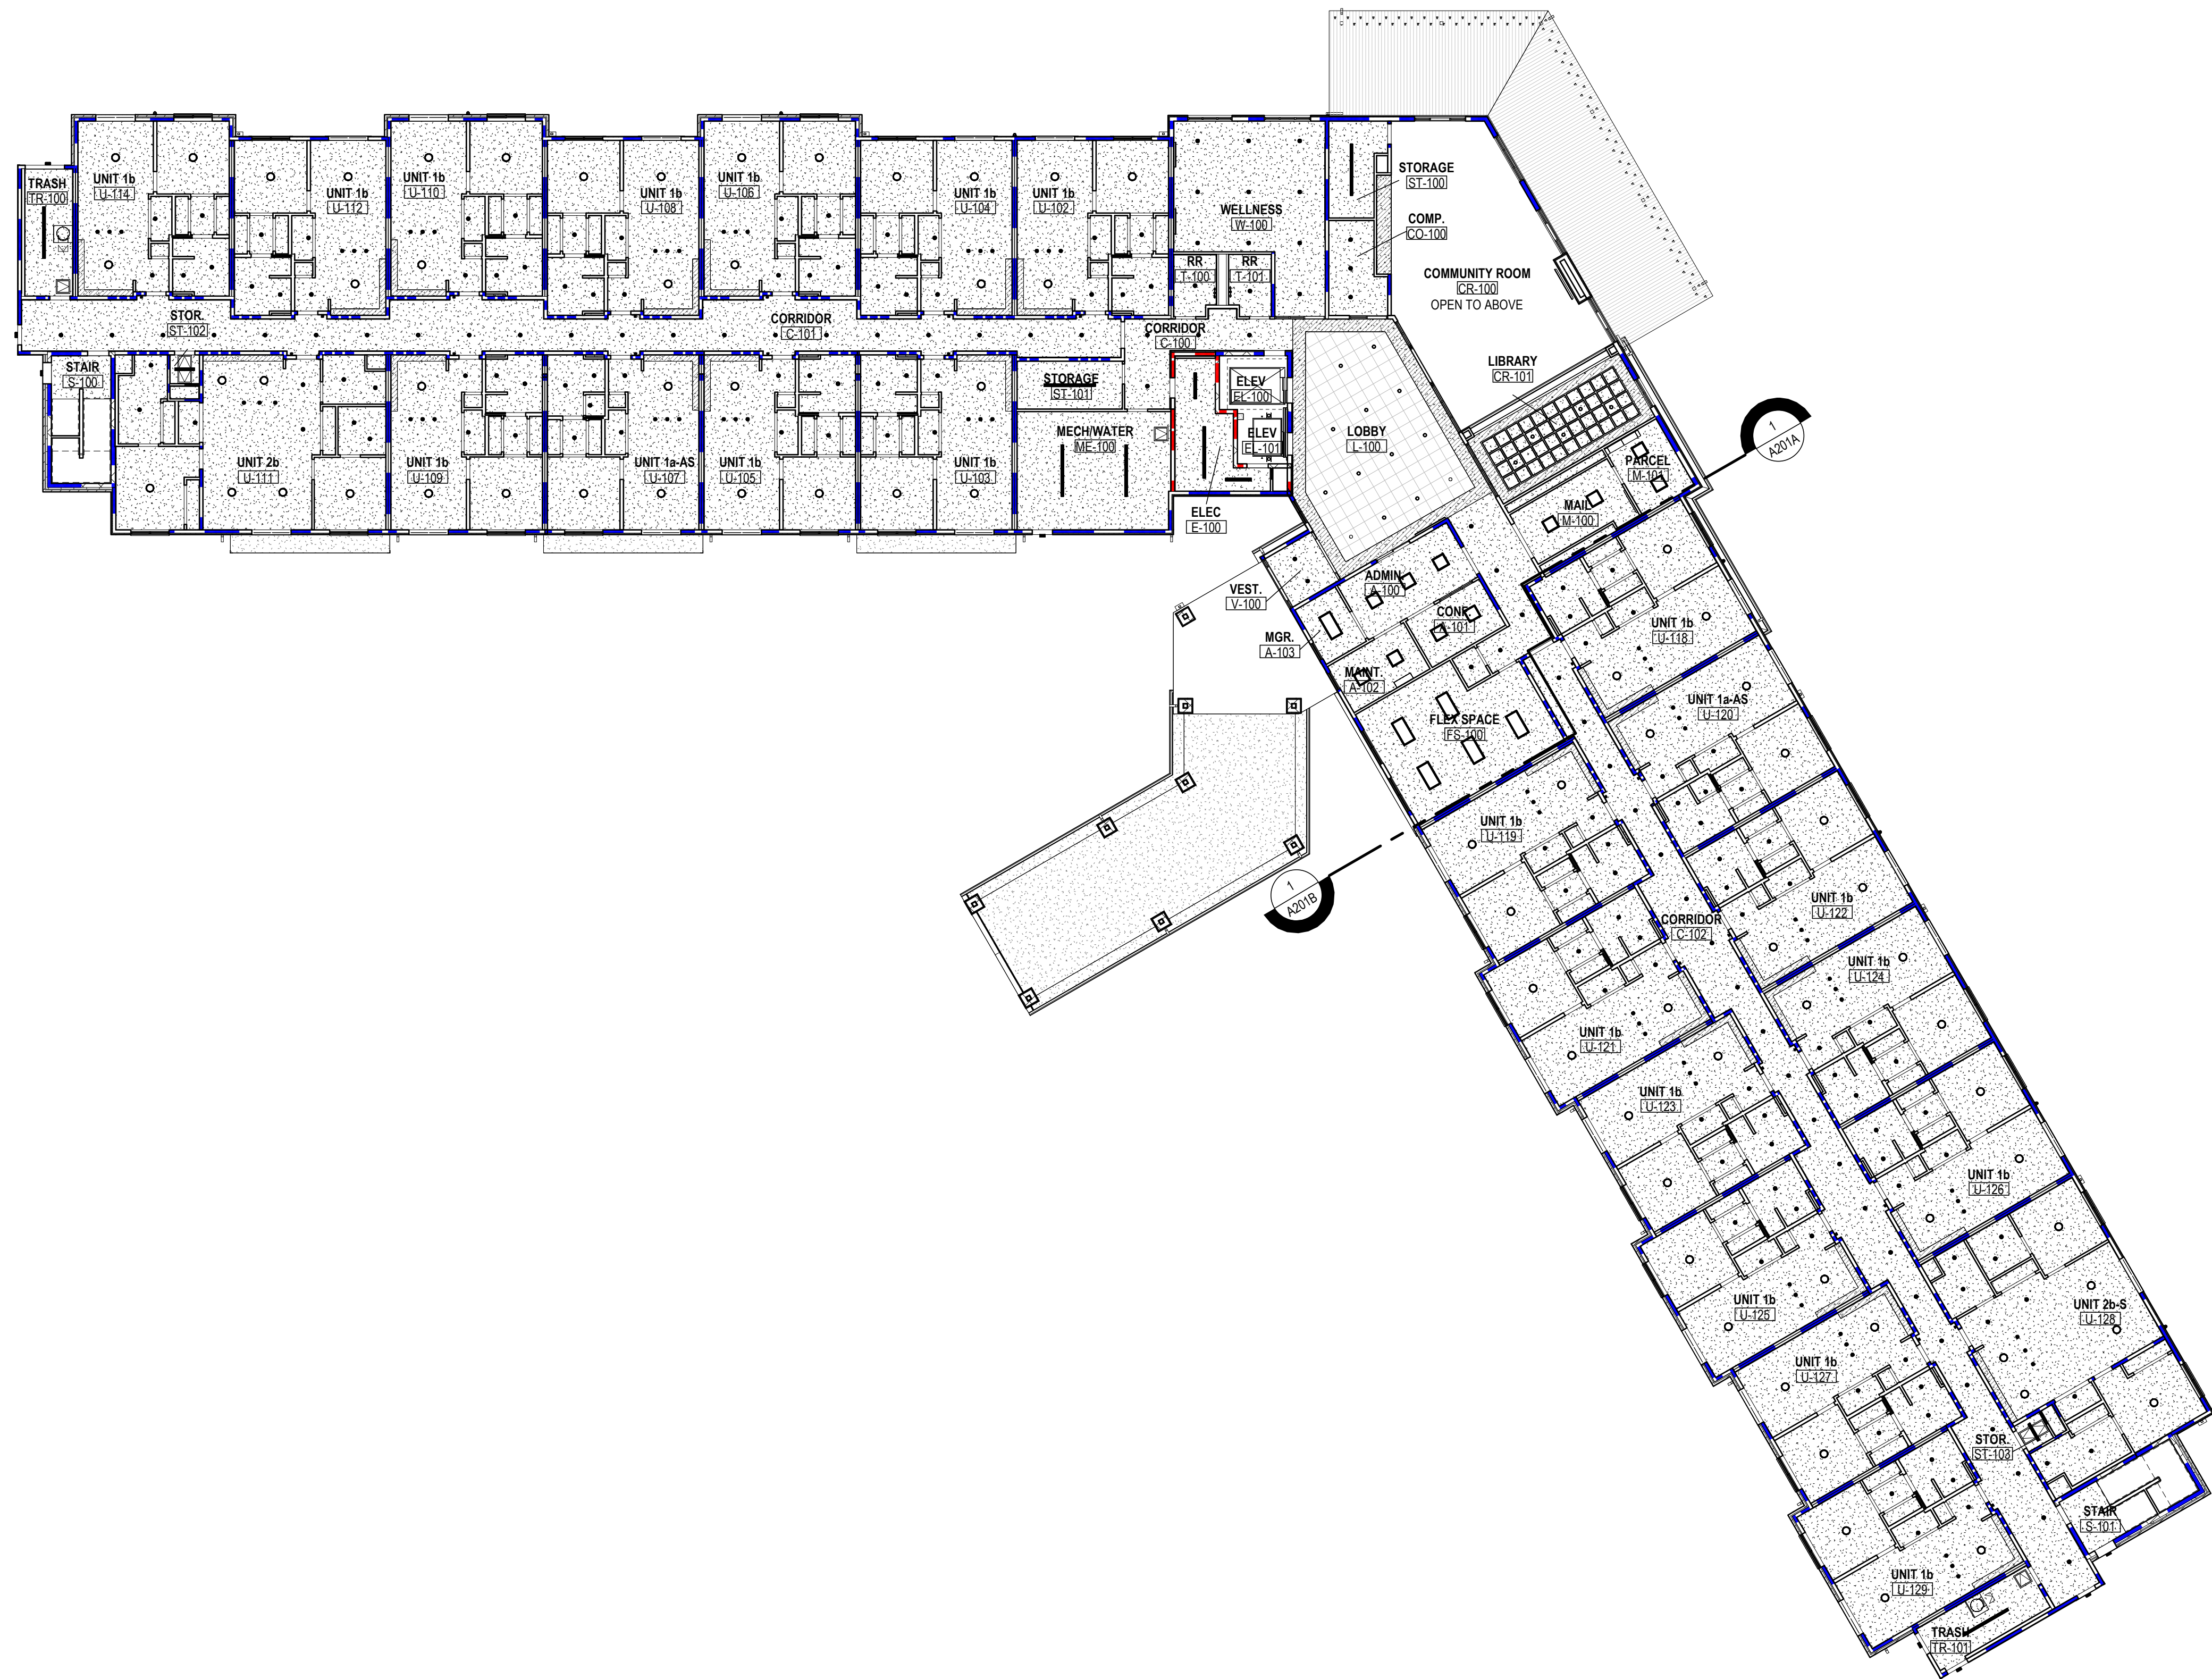 TRASH
TR-100
UNIT 1b
U-114
UNIT 1b
U-112
UNIT 1b
U-110
UNIT 1b
U-108
UNIT 1b
U-106
UNIT 1b
U-104
UNIT 1b
U-102
WELLNESS
W-100
STORAGE
ST-100
COMP.
CO-100
RR
T-100
RR
T-101
COMMUNITY ROOM
CR-100
OPEN TO ABOVE
STOR.
ST-102
CORRIDOR
C-101
CORRIDOR
C-100
STAIR
S-100
UNIT 2b
U-111
UNIT 1b
U-109
UNIT 1a-AS
U-107
UNIT 1b
U-105
UNIT 1b
U-103
STORAGE
ST-101
MECH/WATER
ME-100
ELEV
EL-100
ELEV
EL-101
ELEC
E-100
LOBBY
L-100
LIBRARY
CR-101
1
A201A
PARCEL
M-101
MAIL
M-100
VEST.
V-100
ADMIN.
A-100
CONF.
A-101
MGR.
A-103
MAINT.
A-102
FLEX SPACE
FS-100
UNIT 1b
U-118
UNIT 1a-AS
U-120
UNIT 1b
U-119
1
A201B
UNIT 1b
U-122
CORRIDOR
C-102
UNIT 1b
U-124
UNIT 1b
U-121
UNIT 1b
U-123
UNIT 1b
U-126
UNIT 1b
U-125
UNIT 2b-S
U-128
UNIT 1b
U-127
STOR.
ST-103
STAIR
S-101
UNIT 1b
U-129
TRASH
TR-101